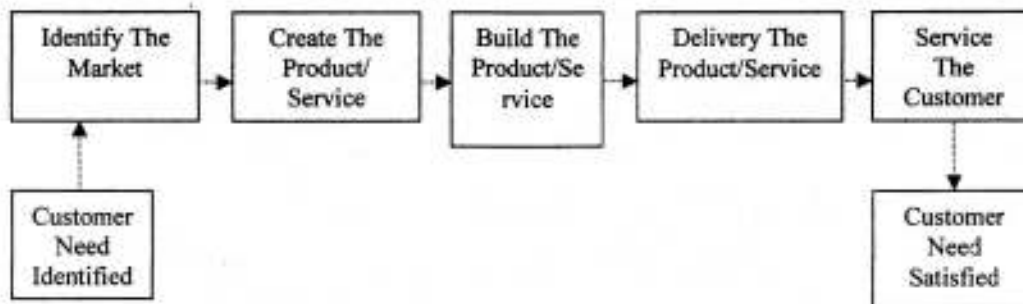 Identify The
Market
Create The
Product/
Service
Build The
Product/Se
rvice
Delivery The
Product/Service
Service
The
Customer
Customer
Need
Identified
Customer
Need
Satisfied